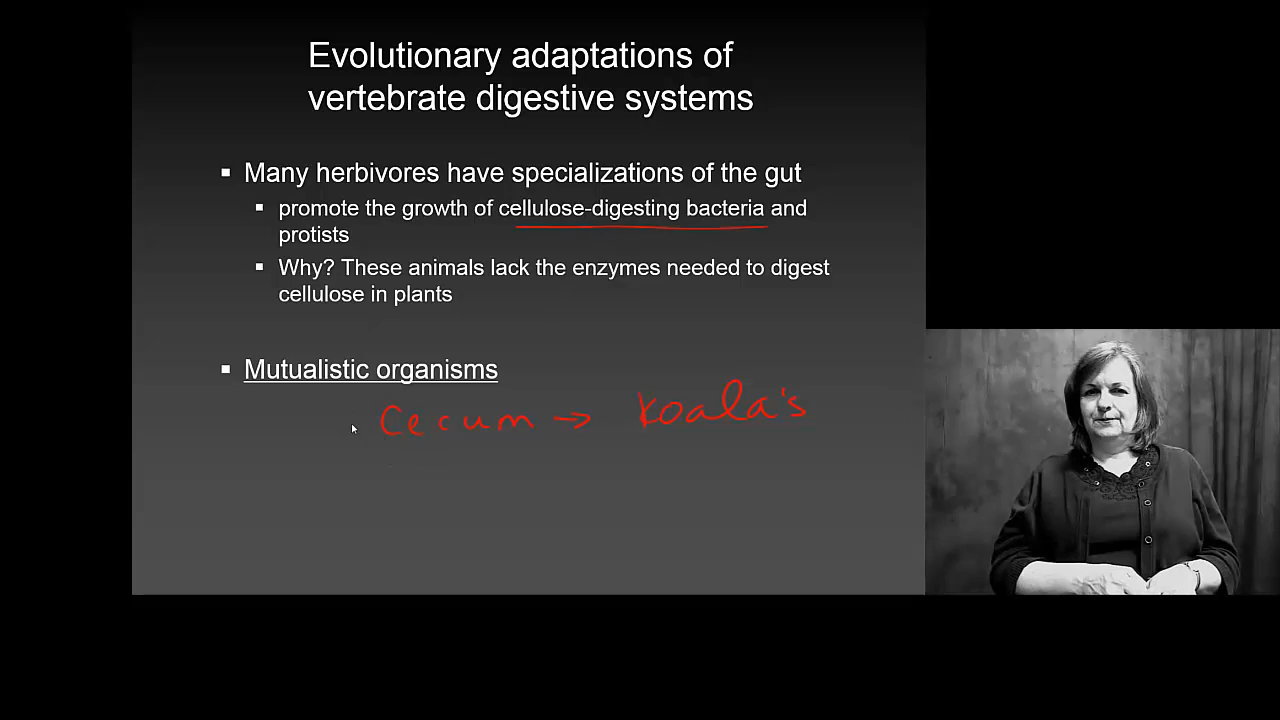 Evolutionary adaptations of
vertebrate digestive systems
▪ Many herbivores have specializations of the gut
▪ promote the growth of cellulose-digesting bacteria and
protists
▪ Why? These animals lack the enzymes needed to digest
cellulose in plants
▪ Mutualistic organisms
Cecum → Koala's